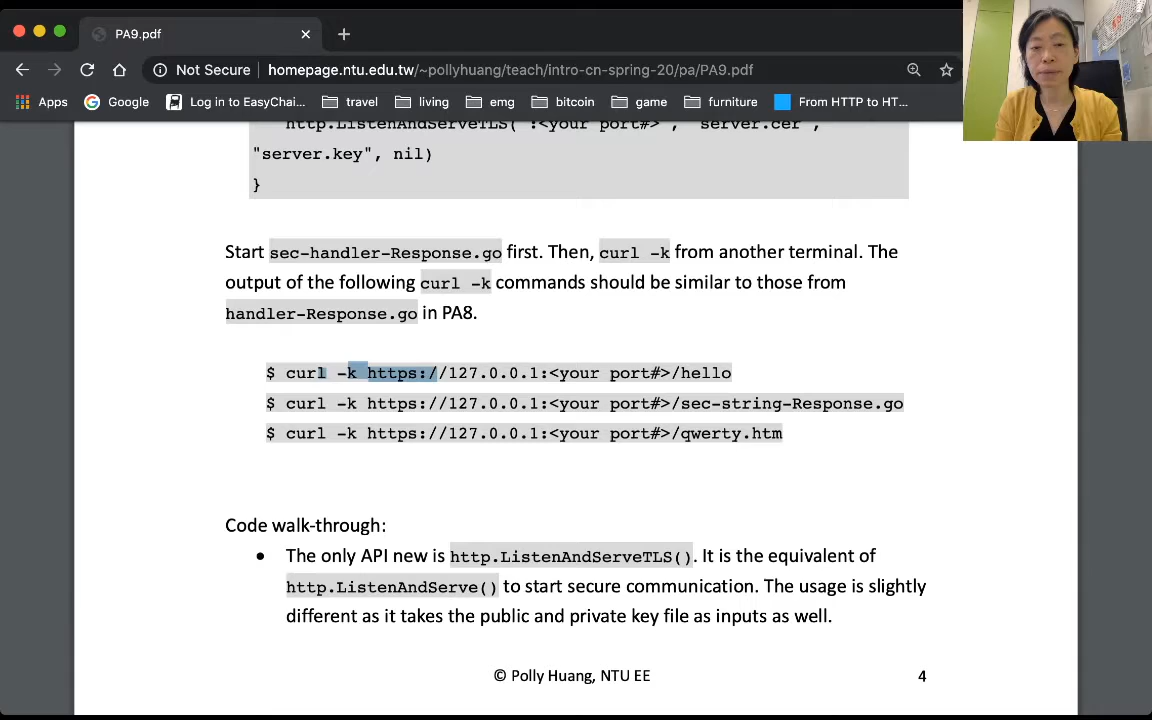 PA9.pdf
Not Secure
homepage.ntu.edu.tw/~pollyhuang/teach/intro-cn-spring-20/pa/PA9.pdf
Apps Google Log in to EasyChai... travel living emg bitcoin game furniture From HTTP to HT...
http.ListenAndServeTLS(":<your port#>", "server.cer",
"server.key", nil)
}
Start sec-handler-Response.go first. Then, curl -k from another terminal. The
output of the following curl -k commands should be similar to those from
handler-Response.go in PA8.
$ curl -k https://127.0.0.1:<your port#>/hello
$ curl -k https://127.0.0.1:<your port#>/sec-string-Response.go
$ curl -k https://127.0.0.1:<your port#>/qwerty.htm
Code walk-through:
• The only API new is http.ListenAndServeTLS(). It is the equivalent of
http.ListenAndServe() to start secure communication. The usage is slightly
different as it takes the public and private key file as inputs as well.
© Polly Huang, NTU EE
4